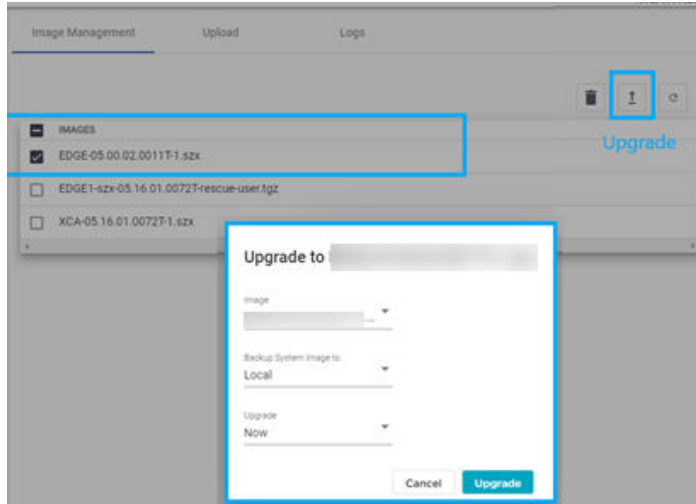 Image Management Upload Logs
Upgrade
IMAGES
EDGE-05.00.02.0011T-1.szx
EDGE1-szx-05.16.01.0072T-rescue-user.tgz
XCA-05.16.01.0072T-1.szx
Upgrade to
Image
...
Backup System Image to:
Local
Upgrade
Now
Cancel Upgrade